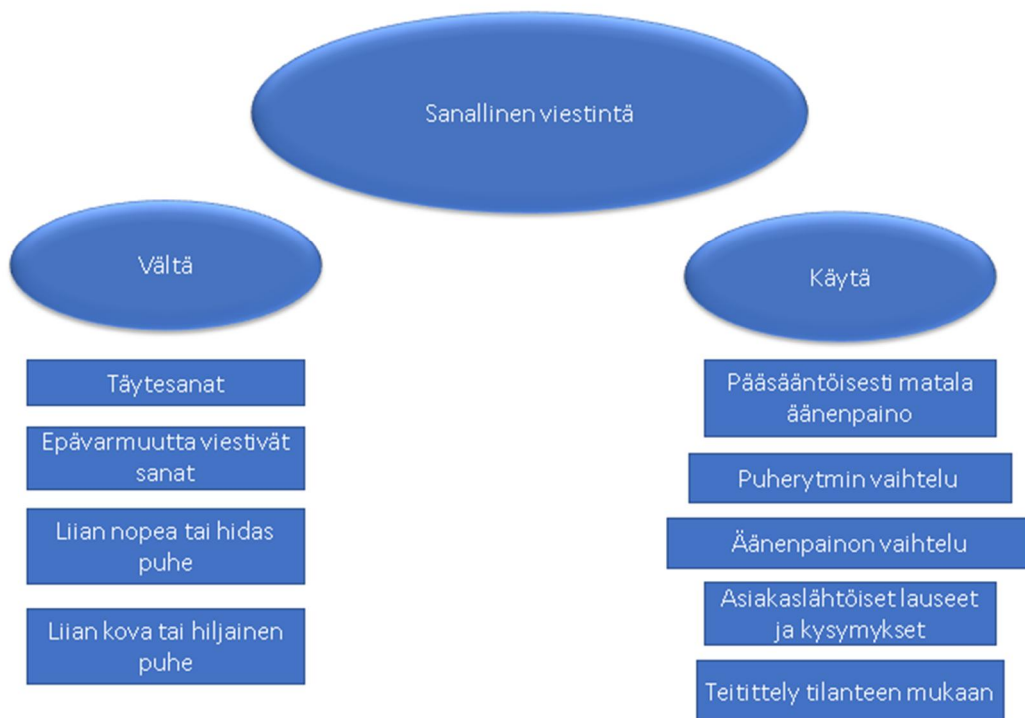 Sanallinen viestintä
Vältä
Täytesanat
Epävarmuutta viestivät
sanat
Liian nopea tai hidas
puhe
Liian kova tai hiljainen
puhe
Käytä
Pääsääntöisesti matala
äänenpaino
Puherytmin vaihtelu
Äänenpainon vaihtelu
Asiakaslähtöiset lauseet
ja kysymykset
Teitittely tilanteen mukaan